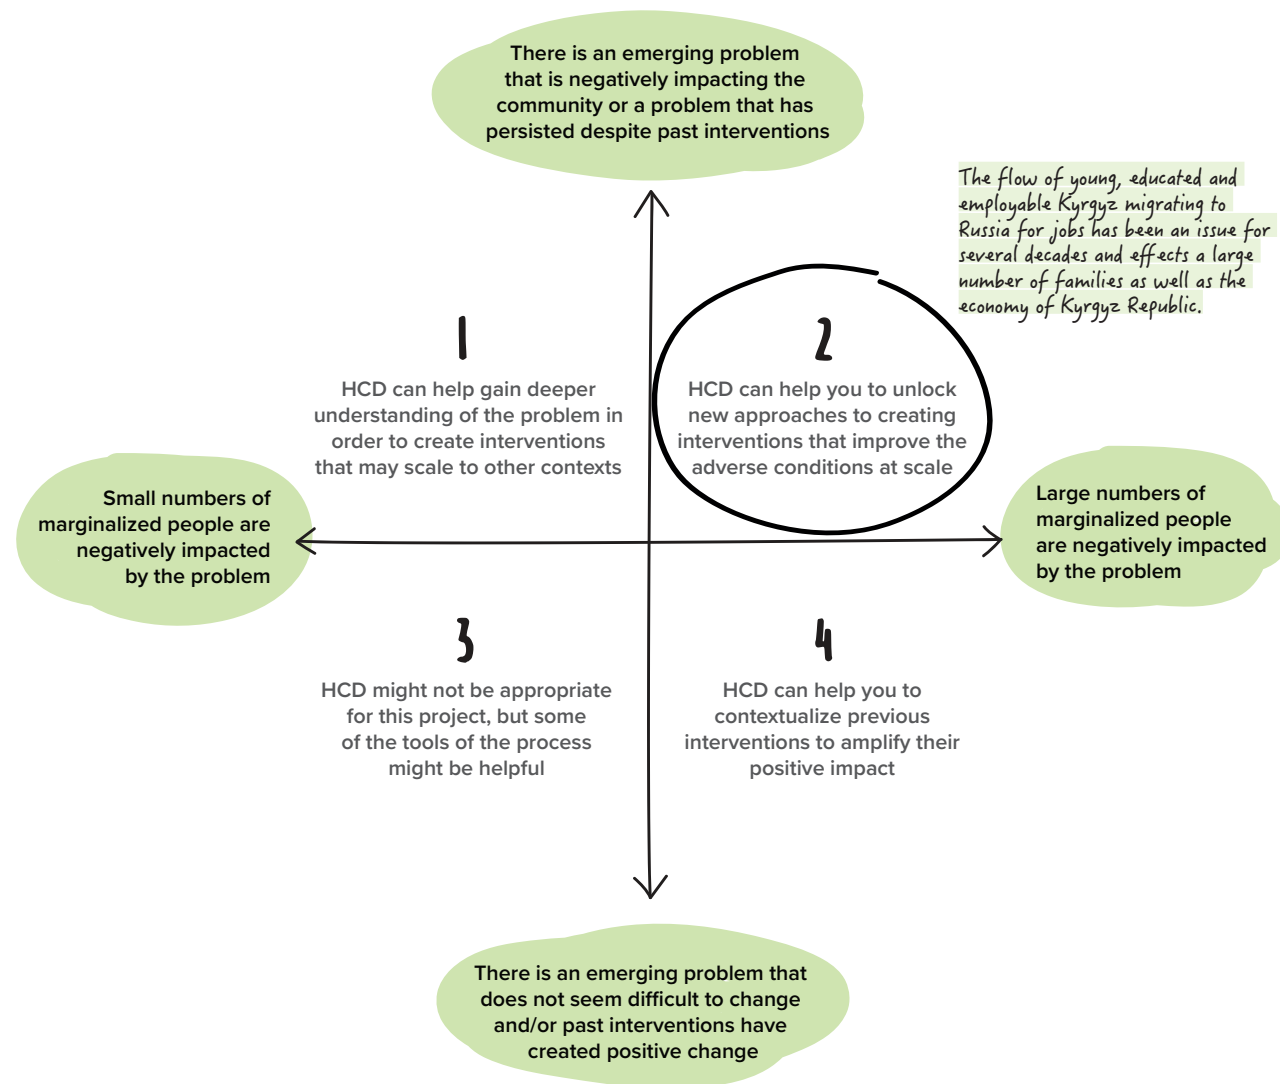 There is an emerging problem
that is negatively impacting the
community or a problem that has
persisted despite past interventions
The flow of young, educated and
employable Kyrgyz migrating to
Russia for jobs has been an issue for
several decades and effects a large
number of families as well as the
economy of Kyrgyz Republic.
1
HCD can help gain deeper
understanding of the problem in
order to create interventions
that may scale to other contexts
2
HCD can help you to unlock
new approaches to creating
interventions that improve the
adverse conditions at scale
Small numbers of
marginalized people are
negatively impacted
by the problem
Large numbers of
marginalized people
are negatively impacted
by the problem
3
HCD might not be appropriate
for this project, but some
of the tools of the process
might be helpful
4
HCD can help you to
contextualize previous
interventions to amplify their
positive impact
There is an emerging problem that
does not seem difficult to change
and/or past interventions have
created positive change